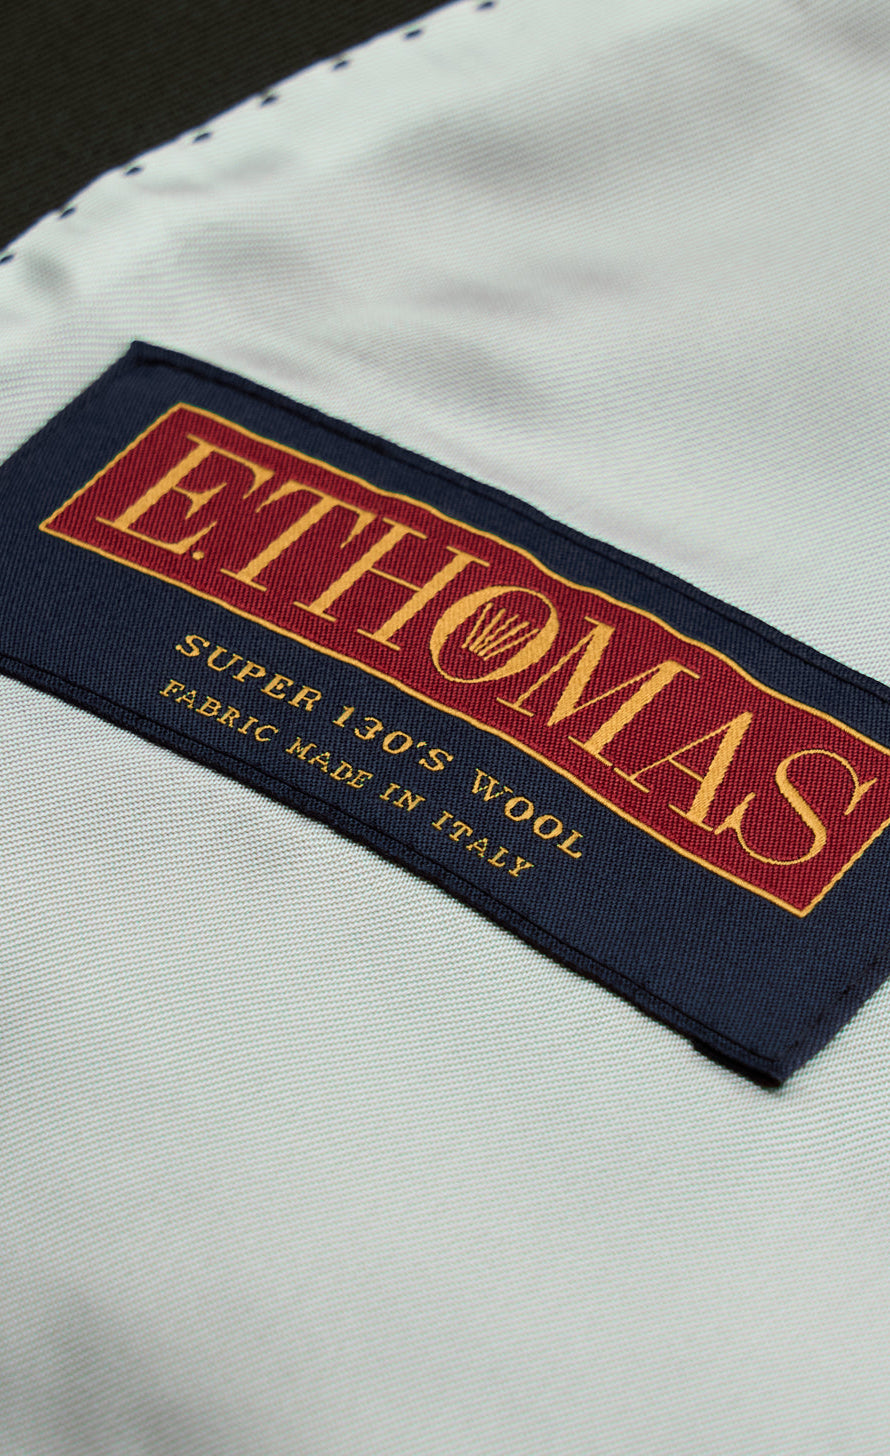 E.THOMAS
SUPER 130'S WOOL
FABRIC MADE IN ITALY